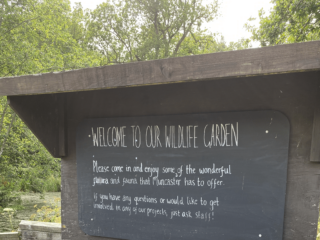 WELCOME TO OUR WILDLIFE GARDEN
Please come in and enjoy some of the wonderful
and fauna that Muncaster has to offer.
If you have any questions or would like to get
involved in any of our projects, just ask staff!